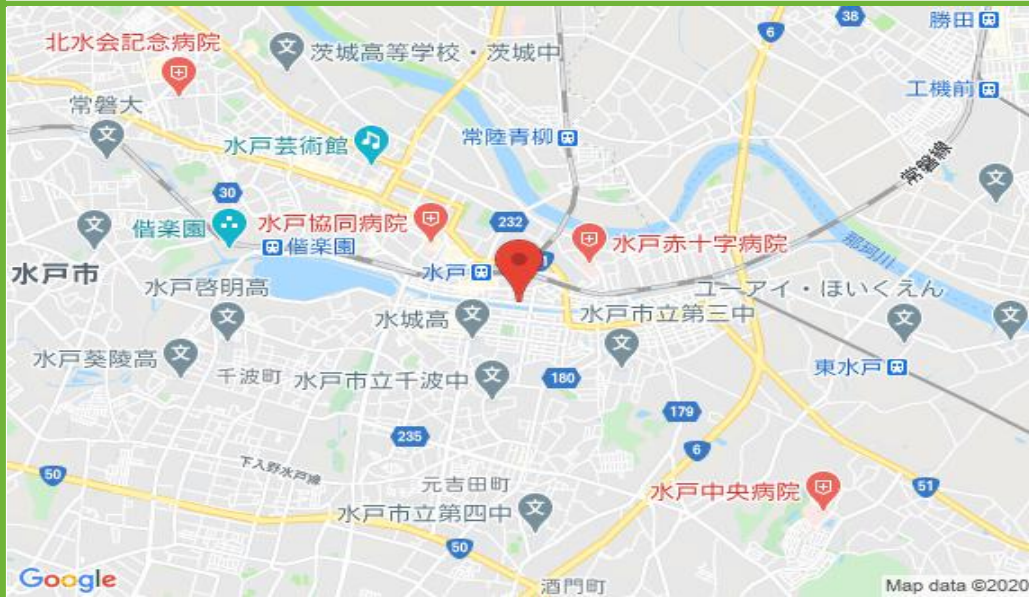 38
勝田
6
北水会記念病院
茨城高等学校・茨城中
工機前
常磐大
水戸芸術館
常陸青柳
常磐線
30
偕楽園
水戸協同病院
232
偕楽園
水戸赤十字病院
那珂川
水戸市
水戸
1
水戸啓明高
ユーアイ・ほいくえん
水城高
水戸市立第三中
水戸葵陵高
千波町
水戸市立千波中
180
東水戸
179
235
6
50
下入野水戸線
元吉田町
水戸中央病院
51
水戸市立第四中
50
Google
酒門町
Map data ©2020